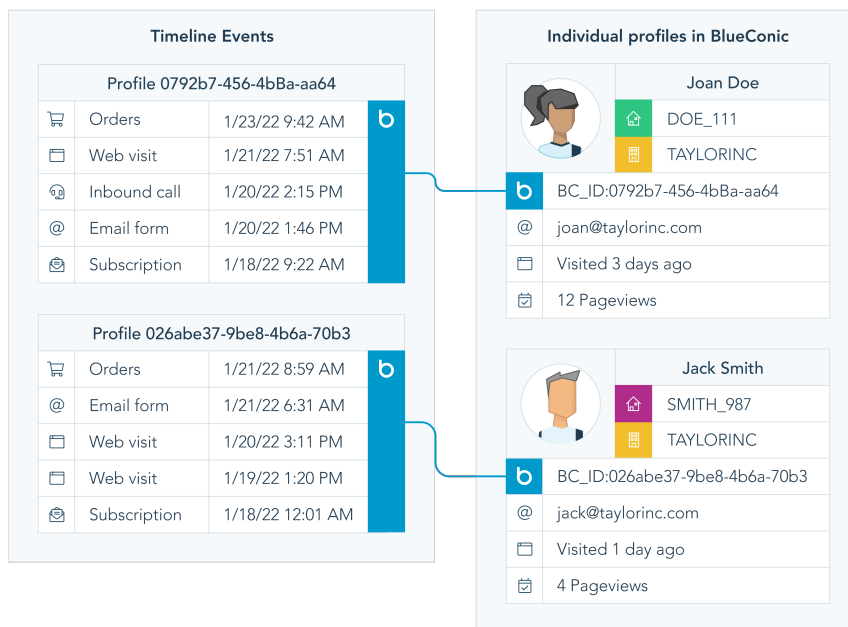 Timeline Events
Profile 0792b7-456-4bBa-aa64
Orders 1/23/22 9:42 AM
Web visit 1/21/22 7:51 AM
Inbound call 1/20/22 2:15 PM
@ Email form 1/20/22 1:46 PM
Subscription 1/18/22 9:22 AM
b
Profile 026abe37-9be8-4b6a-70b3
Orders 1/21/22 8:59 AM
@ Email form 1/21/22 6:31 AM
Web visit 1/20/22 3:11 PM
Web visit 1/19/22 1:20 PM
Subscription 1/18/22 12:01 AM
b
Individual profiles in BlueConic
Joan Doe
DOE_111
TAYLORINC
b BC_ID:0792b7-456-4bBa-aa64
@ joan@taylorinc.com
Visited 3 days ago
12 Pageviews
Jack Smith
SMITH_987
TAYLORINC
b BC_ID:026abe37-9be8-4b6a-70b3
@ jack@taylorinc.com
Visited 1 day ago
4 Pageviews